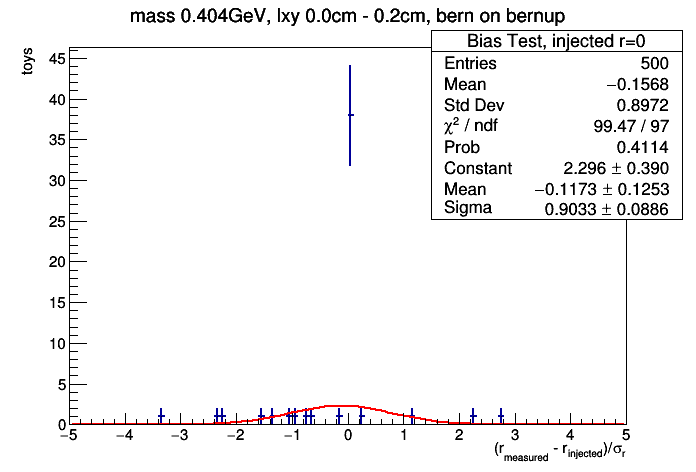 mass 0.404GeV, lxy 0.0cm - 0.2cm, bern on bernup
Bias Test, injected r=0
Entries 500
Mean −0.1568
Std Dev 0.8972
χ² / ndf 99.47 / 97
Prob 0.4114
Constant 2.296 ± 0.390
Mean −0.1173 ± 0.1253
Sigma 0.9033 ± 0.0886
toys
45
40
35
30
25
20
15
10
5
0
−5 −4 −3 −2 −1 0 1 2 3 4 5
(r_measured - r_injected)/σ_r